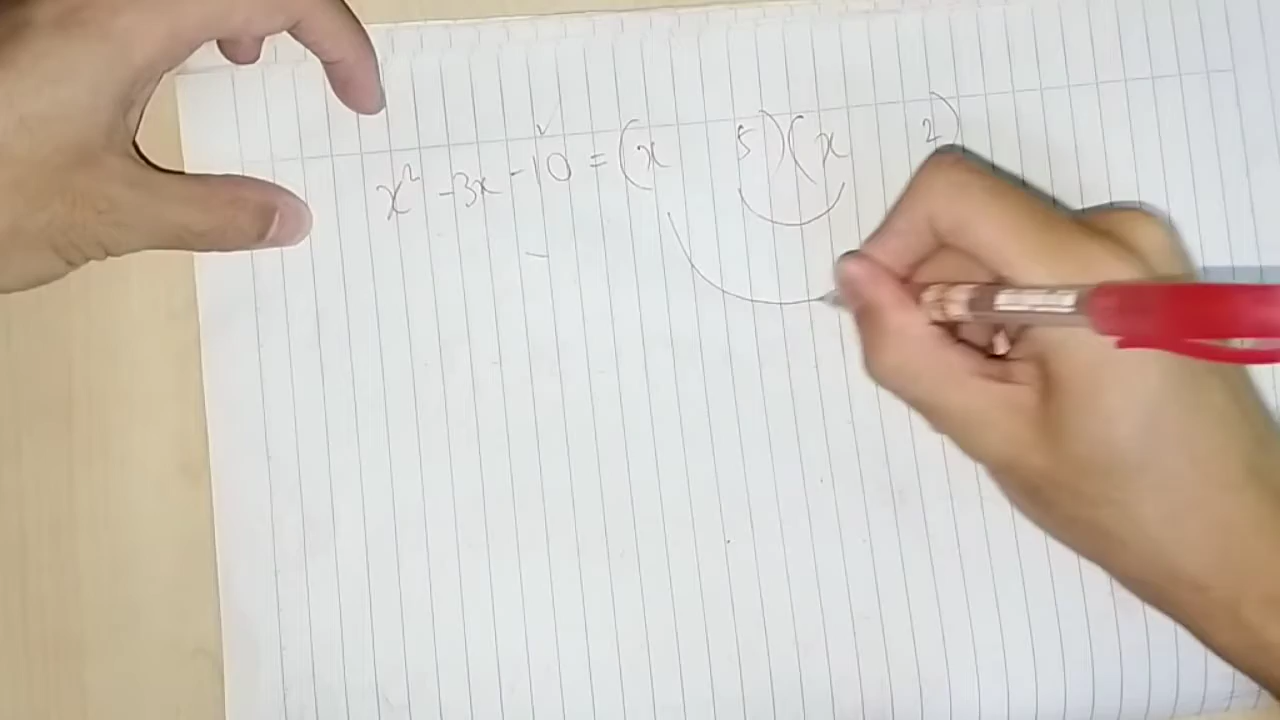 x² - 3x - 10 = (x 5)(x 2)